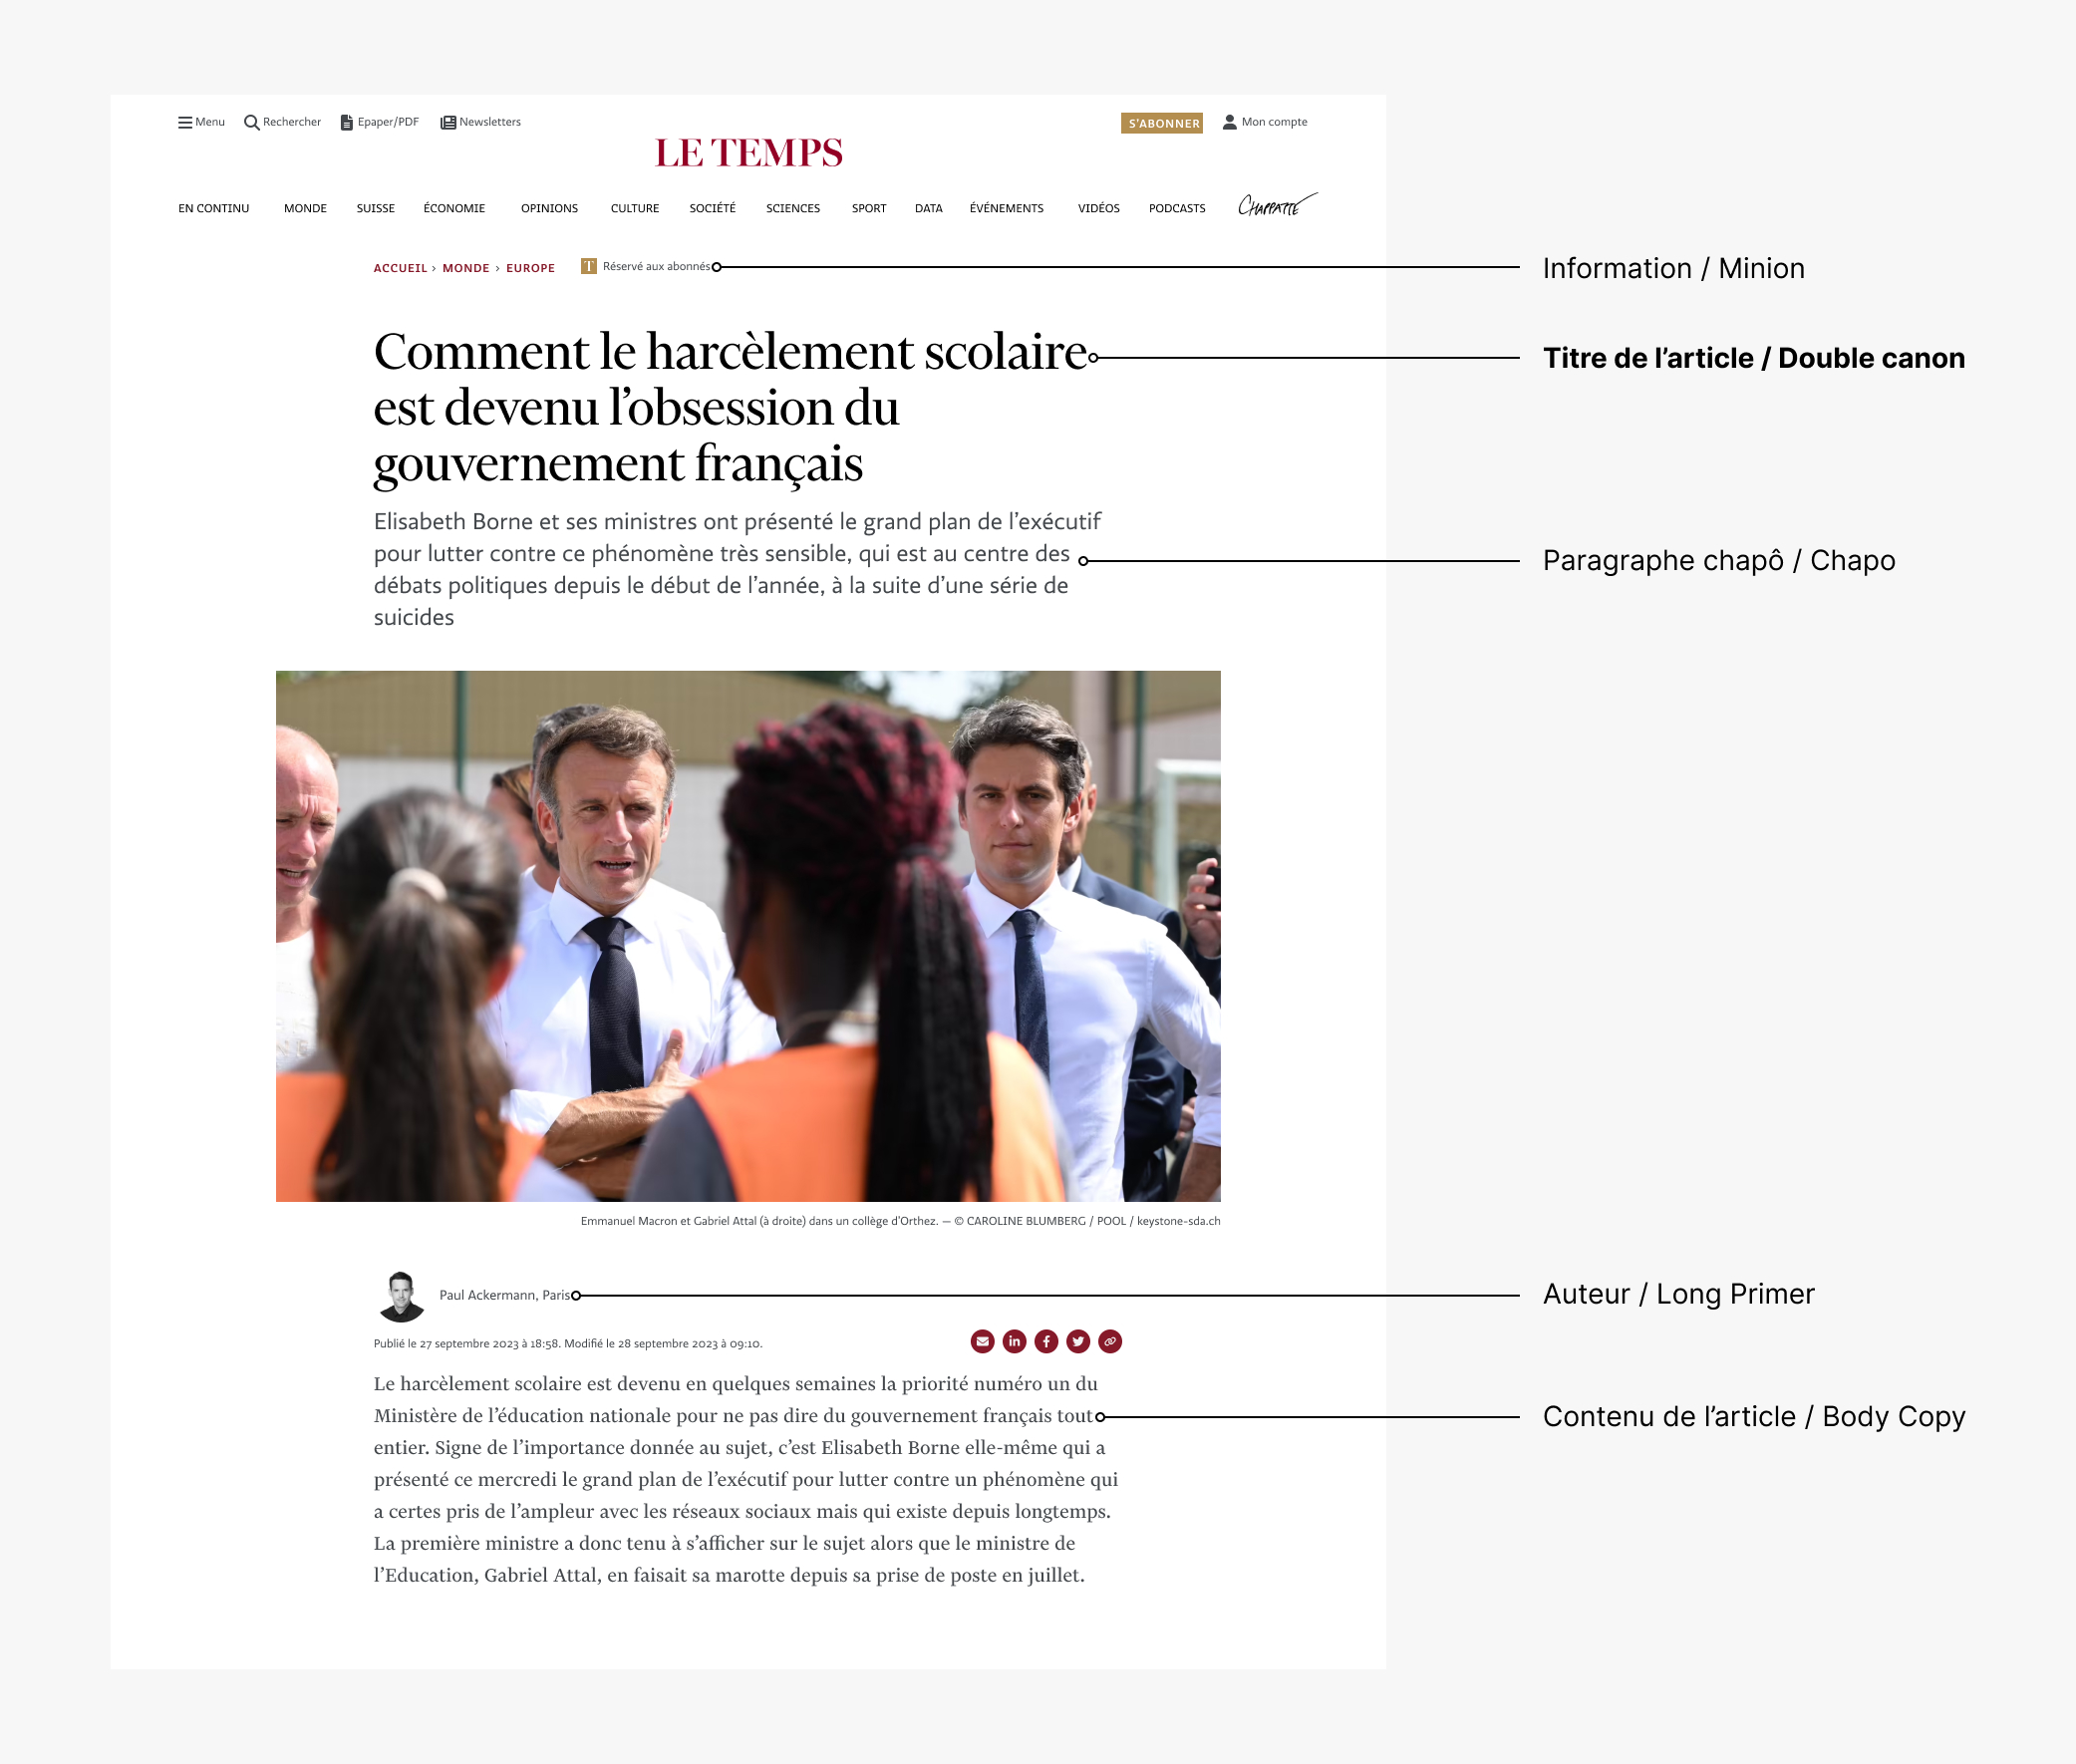 Menu Rechercher Epaper/PDF Newsletters S'ABONNER Mon compte
LE TEMPS
EN CONTINU MONDE SUISSE ÉCONOMIE OPINIONS CULTURE SOCIÉTÉ SCIENCES SPORT DATA ÉVÉNEMENTS VIDÉOS PODCASTS CHAPPATTE
ACCUEIL › MONDE › EUROPE T Réservé aux abonnés Information / Minion
Comment le harcèlement scolaire Titre de l’article / Double canon
est devenu l’obsession du
gouvernement français
Elisabeth Borne et ses ministres ont présenté le grand plan de l’exécutif
pour lutter contre ce phénomène très sensible, qui est au centre des Paragraphe chapô / Chapo
débats politiques depuis le début de l’année, à la suite d’une série de
suicides
Emmanuel Macron et Gabriel Attal (à droite) dans un collège d'Orthez. — © CAROLINE BLUMBERG / POOL / keystone-sda.ch
Paul Ackermann, Paris Auteur / Long Primer
Publié le 27 septembre 2023 à 18:58. Modifié le 28 septembre 2023 à 09:10.
Le harcèlement scolaire est devenu en quelques semaines la priorité numéro un du
Ministère de l’éducation nationale pour ne pas dire du gouvernement français tout Contenu de l’article / Body Copy
entier. Signe de l’importance donnée au sujet, c’est Elisabeth Borne elle-même qui a
présenté ce mercredi le grand plan de l’exécutif pour lutter contre un phénomène qui
a certes pris de l’ampleur avec les réseaux sociaux mais qui existe depuis longtemps.
La première ministre a donc tenu à s’afficher sur le sujet alors que le ministre de
l’Education, Gabriel Attal, en faisait sa marotte depuis sa prise de poste en juillet.